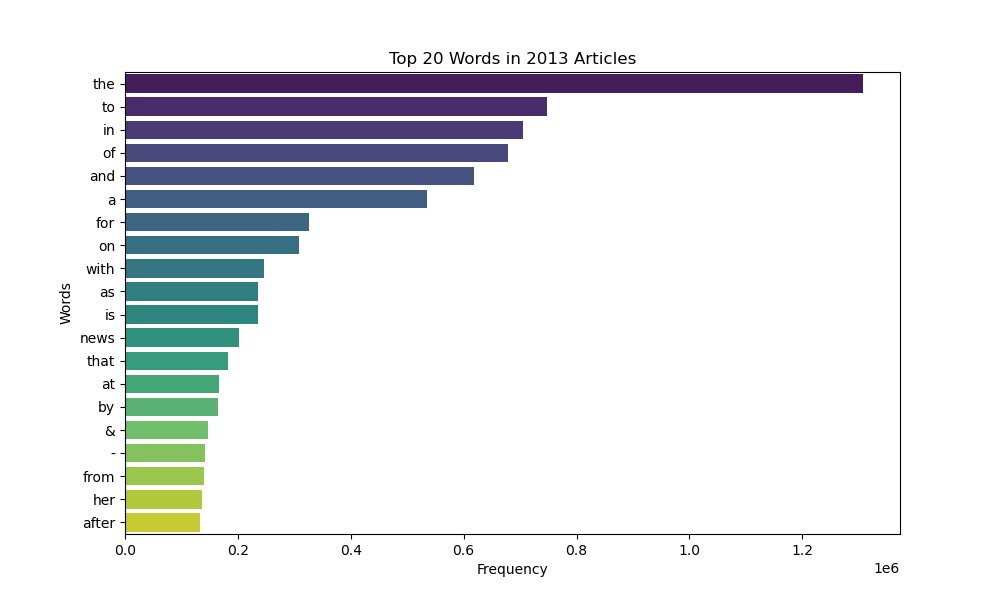 Top 20 Words in 2013 Articles
the
to
in
of
and
a
for
on
with
as
is
news
that
at
by
&
-
from
her
after
Words
0.0 0.2 0.4 0.6 0.8 1.0 1.2
1e6
Frequency